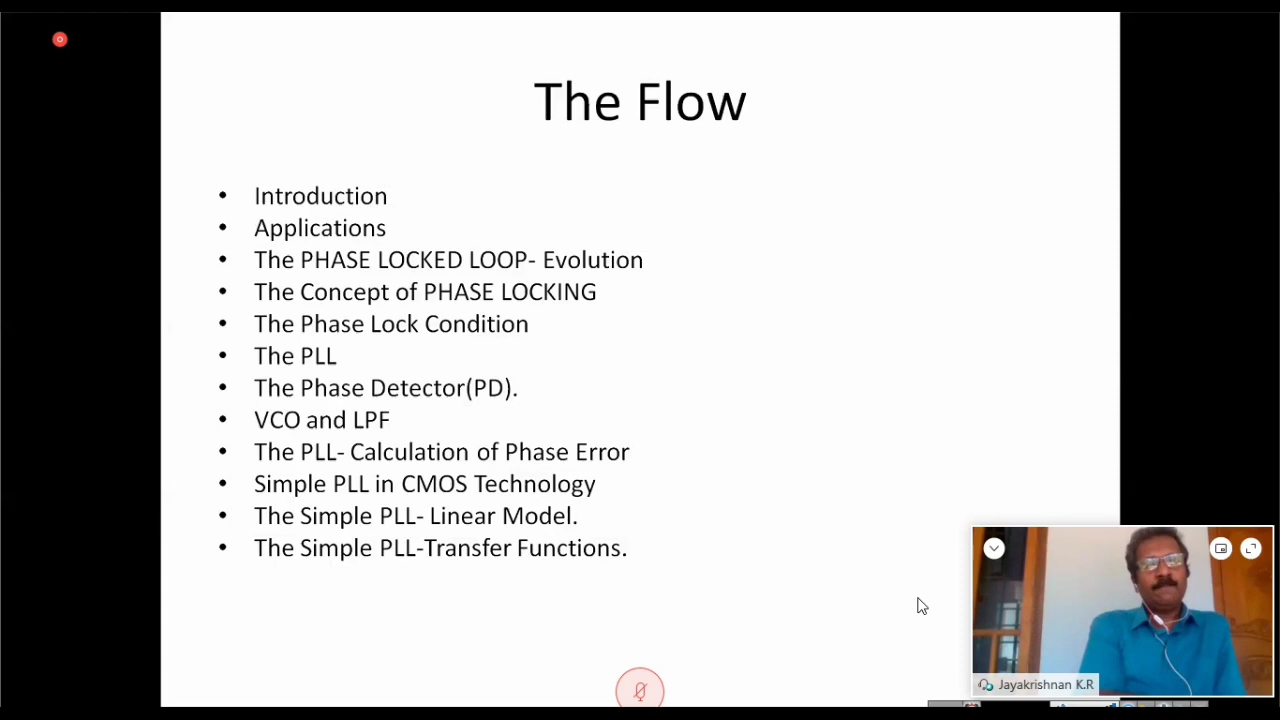 The Flow
• Introduction
• Applications
• The PHASE LOCKED LOOP- Evolution
• The Concept of PHASE LOCKING
• The Phase Lock Condition
• The PLL
• The Phase Detector(PD).
• VCO and LPF
• The PLL- Calculation of Phase Error
• Simple PLL in CMOS Technology
• The Simple PLL- Linear Model.
• The Simple PLL-Transfer Functions.
Jayakrishnan K.R